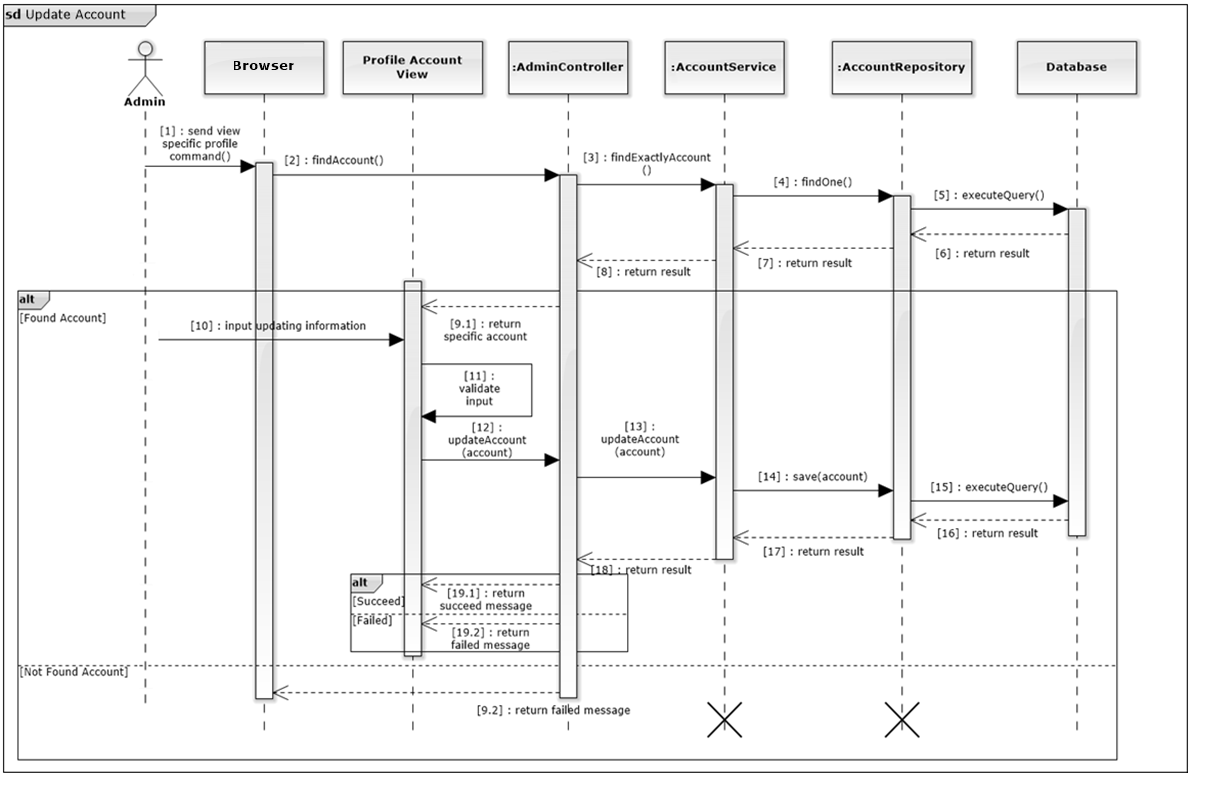 sd Update Account
Admin
Browser
Profile Account
View
:AdminController
:AccountService
:AccountRepository
Database
[1] : send view
specific profile
command()
[2] : findAccount()
[3] : findExactlyAccount
()
[4] : findOne()
[5] : executeQuery()
[6] : return result
[7] : return result
[8] : return result
alt
[Found Account]
[9.1] : return
specific account
[10] : input updating information
[11] :
validate
input
[12] :
updateAccount
(account)
[13] :
updateAccount
(account)
[14] : save(account)
[15] : executeQuery()
[16] : return result
[17] : return result
[18] : return result
alt
[Succeed]
[19.1] : return
succeed message
[Failed]
[19.2] : return
failed message
[Not Found Account]
[9.2] : return failed message